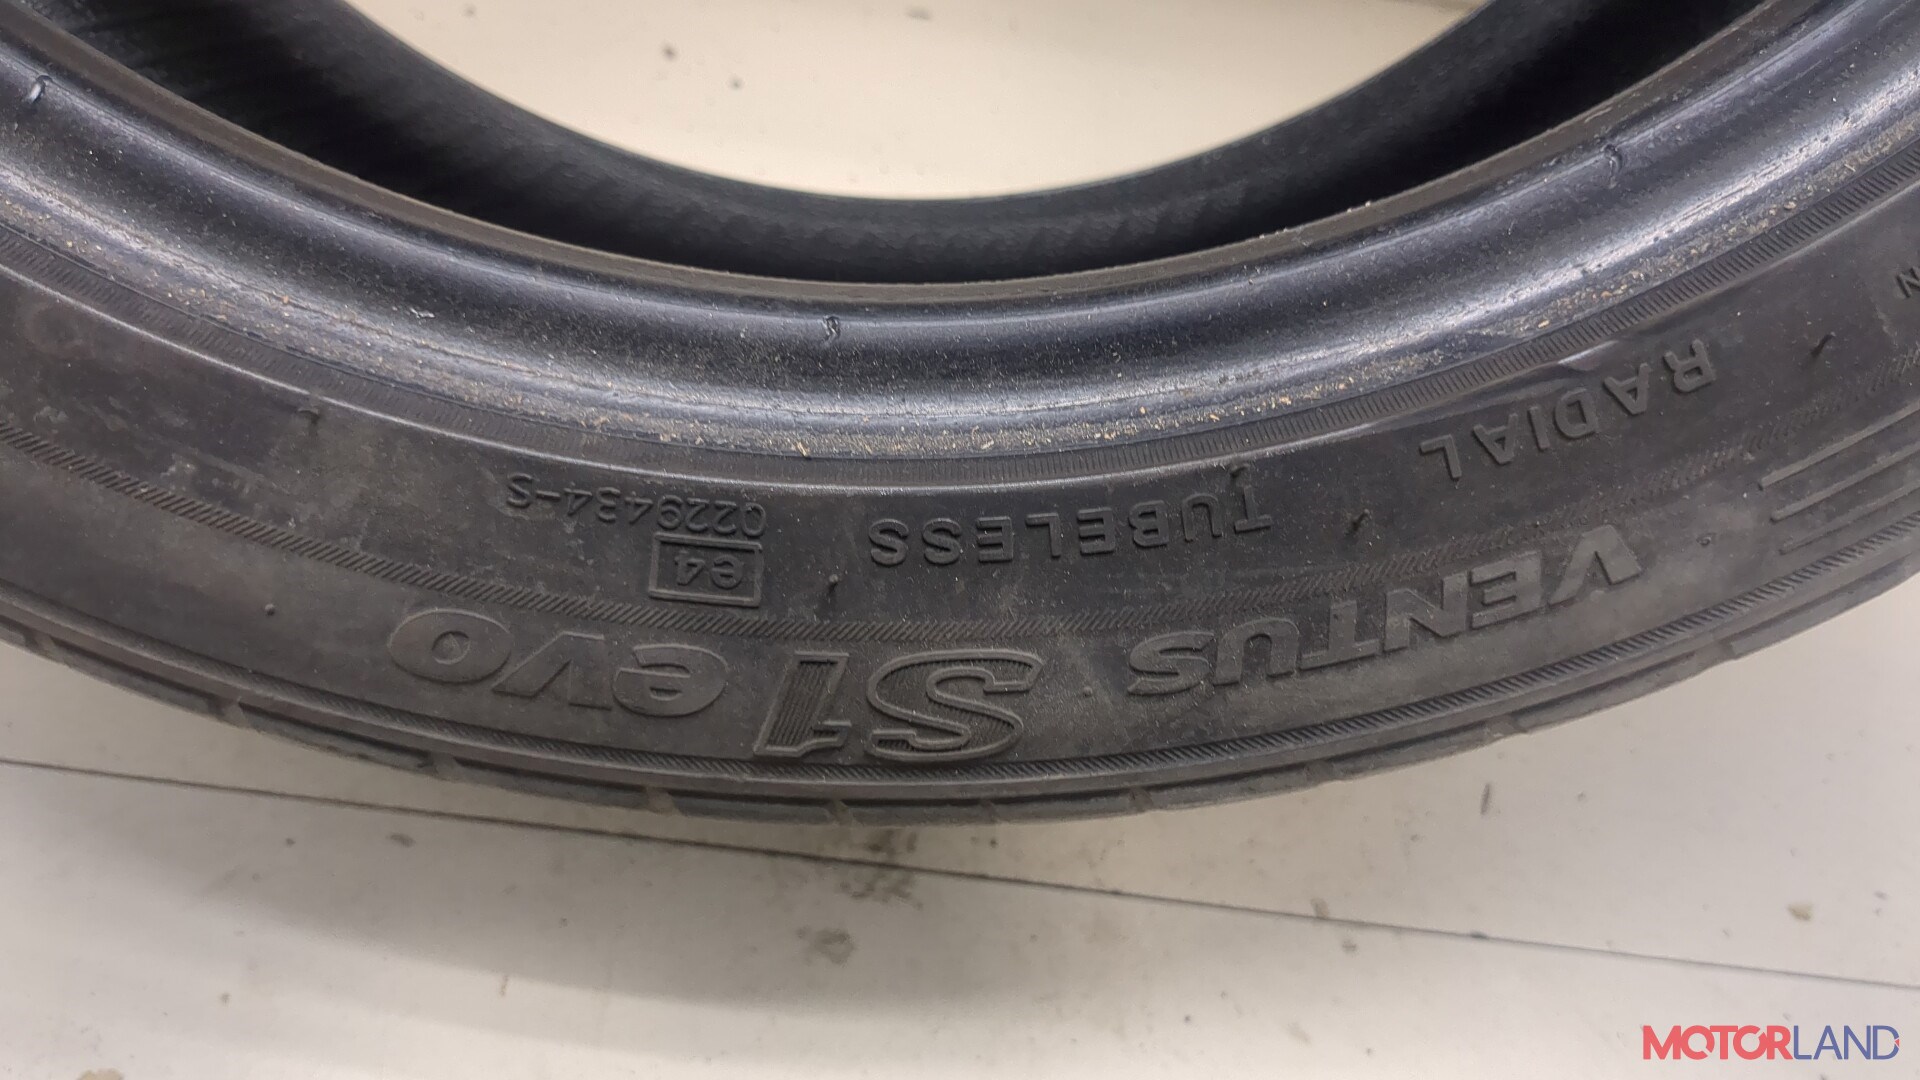 RADIAL TUBELESS
0229434-S
e4
VENTUS S1 evo
MOTORLAND